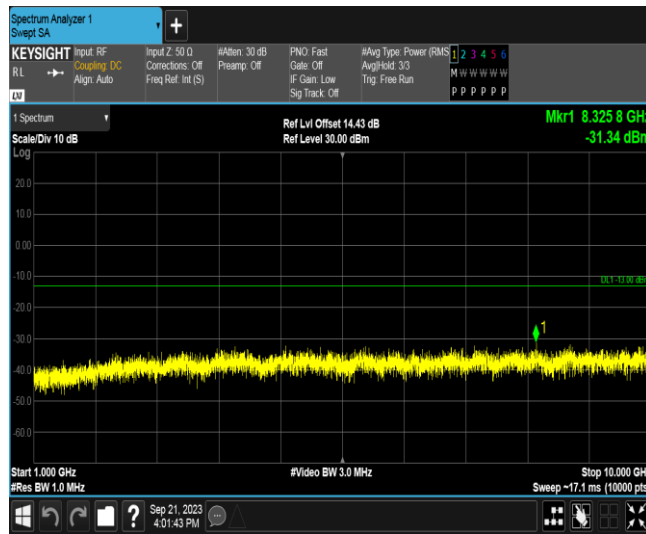 Spectrum Analyzer 1
Swept SA
+
KEYSIGHT Input: RF Input Z: 50 Ω #Atten: 30 dB PNO: Fast #Avg Type: Power (RMS 1 2 3 4 5 6
RL Coupling: DC Corrections: Off Preamp: Off Gate: Off Avg|Hold: 3/3 M W W W W W
Align: Auto Freq Ref: Int (S) IF Gain: Low Trig: Free Run
LXI Sig Track: Off P P P P P P
1 Spectrum Ref Lvl Offset 14.43 dB Mkr1 8.325 8 GHz
Scale/Div 10 dB Ref Level 30.00 dBm -31.34 dBm
Log
20.0
10.0
0.00
-10.0 DL1 -13.00 dBm
-20.0
-30.0 1
-40.0
-50.0
-60.0
Start 1.000 GHz #Video BW 3.0 MHz Stop 10.000 GH
#Res BW 1.0 MHz Sweep ~17.1 ms (10000 pts
? Sep 21, 2023
4:01:43 PM